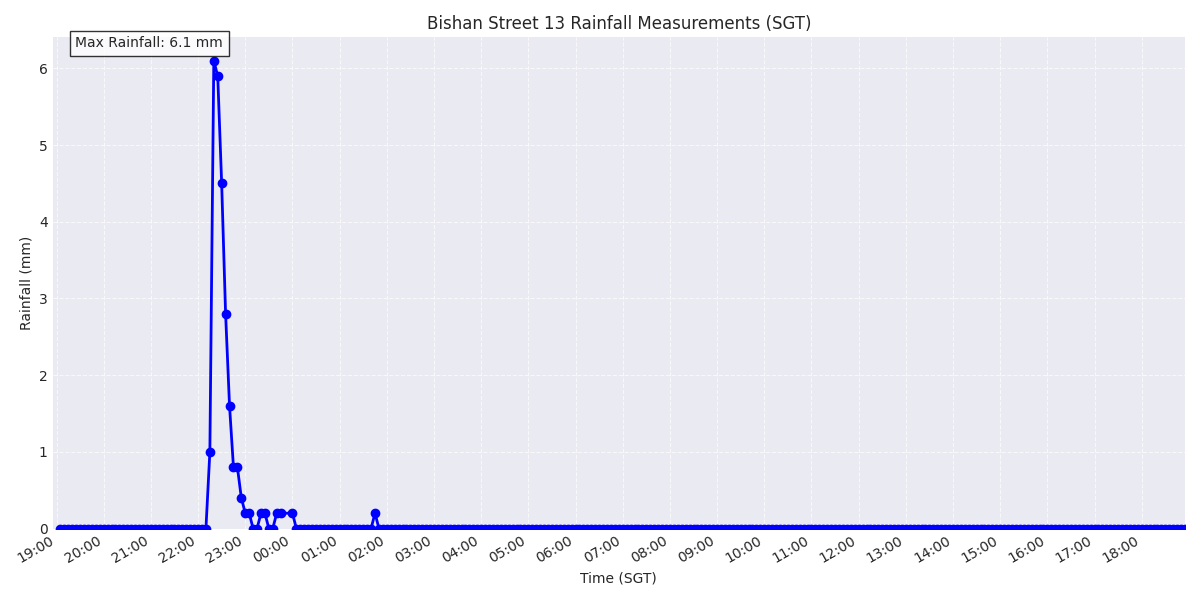 Bishan Street 13 Rainfall Measurements (SGT)
Max Rainfall: 6.1 mm
Rainfall (mm)
6
5
4
3
2
1
0
19:00 20:00 21:00 22:00 23:00 00:00 01:00 02:00 03:00 04:00 05:00 06:00 07:00 08:00 09:00 10:00 11:00 12:00 13:00 14:00 15:00 16:00 17:00 18:00
Time (SGT)